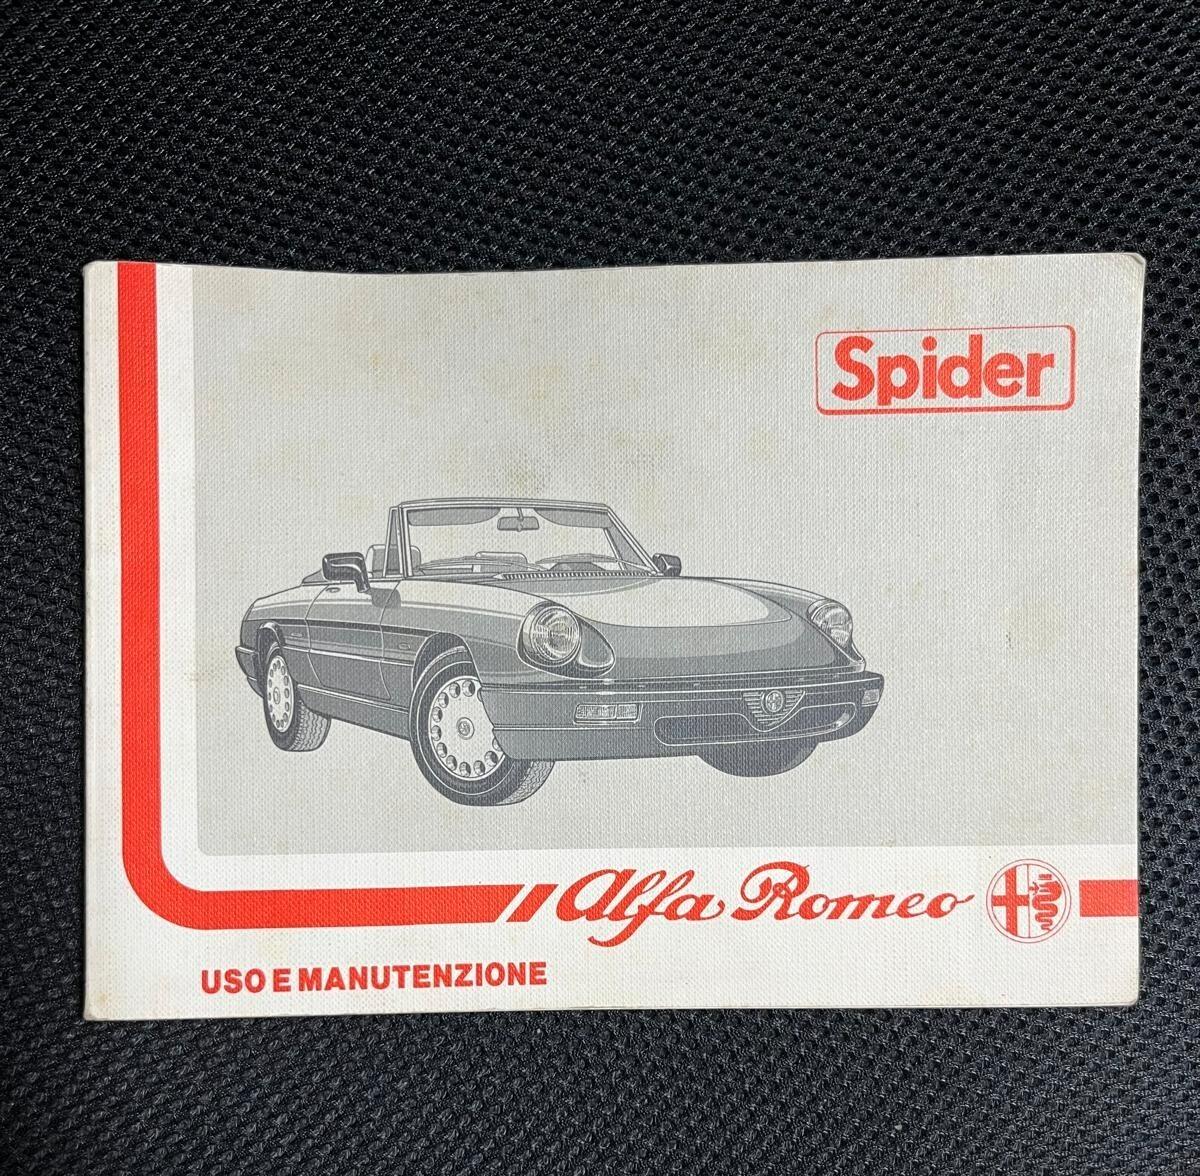 Spider
Alfa Romeo
USO E MANUTENZIONE